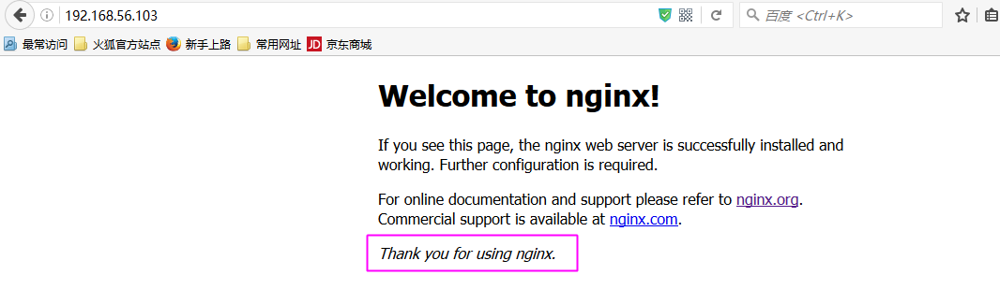 192.168.56.103
百度 <Ctrl+K>
最常访问 火狐官方站点 新手上路 常用网址 JD 京东商城
Welcome to nginx!
If you see this page, the nginx web server is successfully installed and
working. Further configuration is required.
For online documentation and support please refer to nginx.org.
Commercial support is available at nginx.com.
Thank you for using nginx.